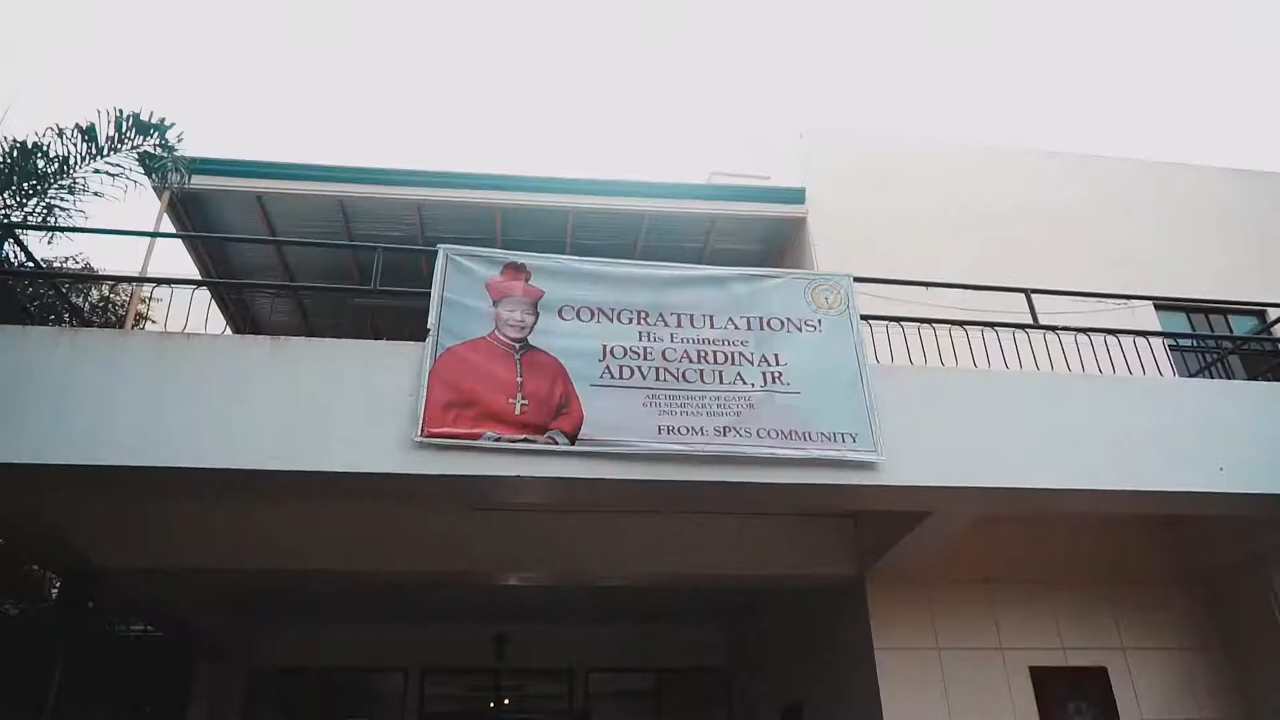 CONGRATULATIONS!
His Eminence
JOSE CARDINAL
ADVINCULA, JR.
ARCHBISHOP OF CAPIZ
6TH SEMINARY RECTOR
2ND PIAN BISHOP
FROM: SPXS COMMUNITY